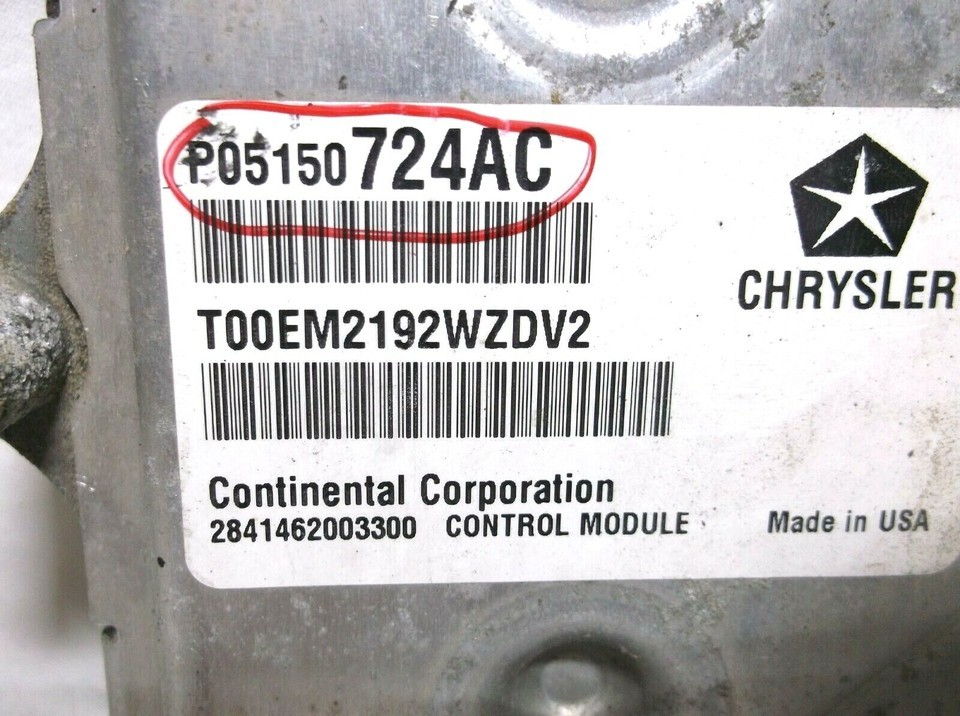 P05150724AC
CHRYSLER
T00EM2192WZDV2
Continental Corporation
2841462003300 CONTROL MODULE Made in USA